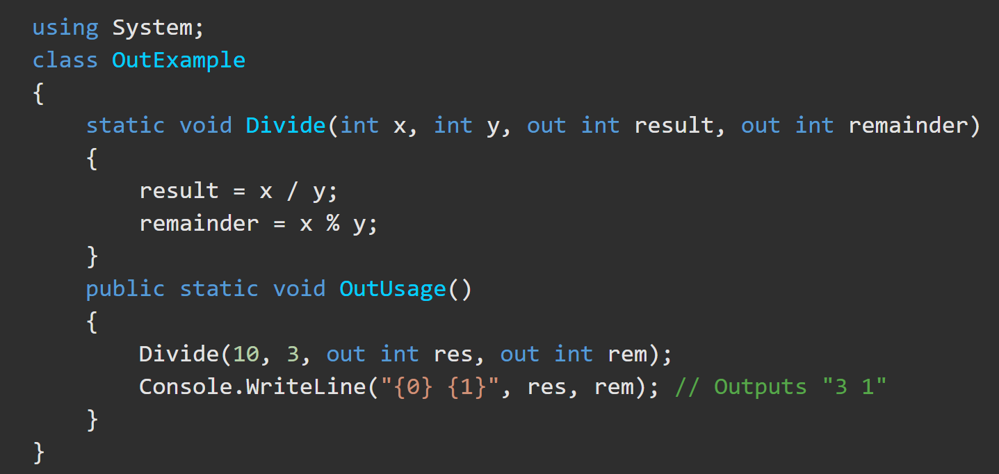 using System;
class OutExample
{
    static void Divide(int x, int y, out int result, out int remainder)
    {
        result = x / y;
        remainder = x % y;
    }
    public static void OutUsage()
    {
        Divide(10, 3, out int res, out int rem);
        Console.WriteLine("{0} {1}", res, rem); // Outputs "3 1"
    }
}